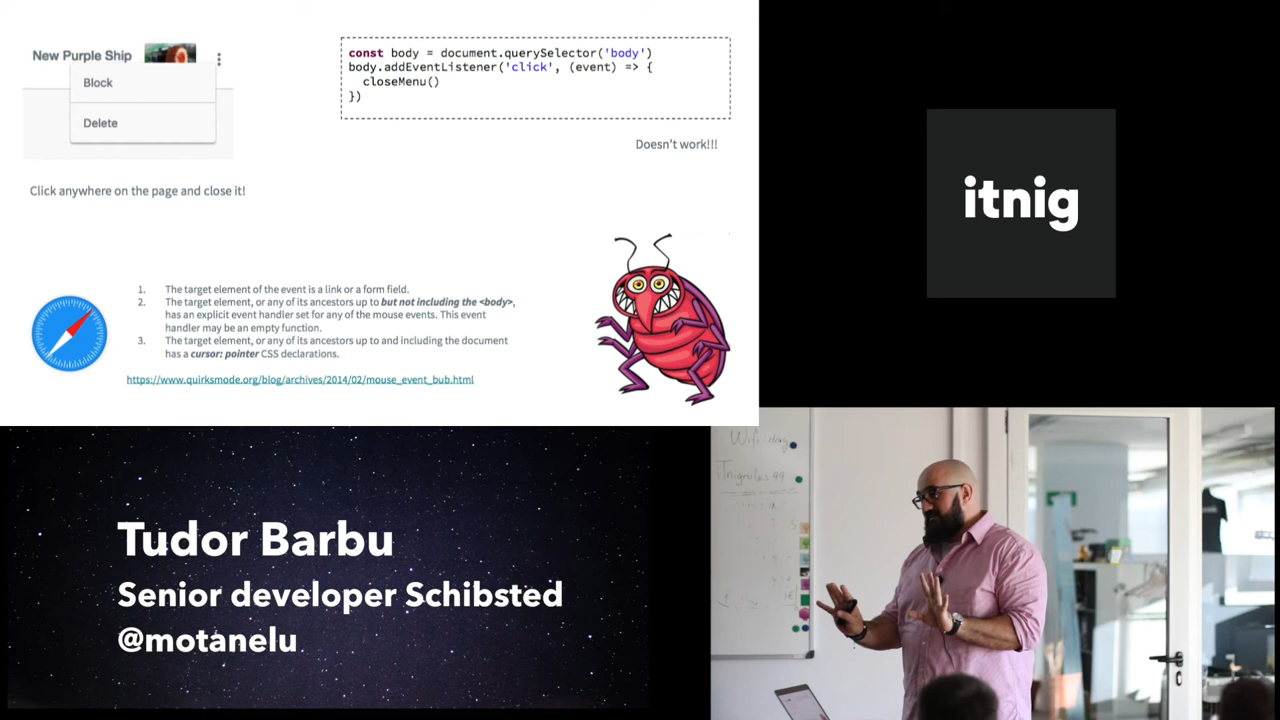 New Purple Ship
Block
Delete
Click anywhere on the page and close it!
const body = document.querySelector('body')
body.addEventListener('click', (event) => {
closeMenu()
})
Doesn't work!!!
1. The target element of the event is a link or a form field.
2. The target element, or any of its ancestors up to but not including the <body>,
has an explicit event handler set for any of the mouse events. This event
handler may be an empty function.
3. The target element, or any of its ancestors up to and including the document
has a cursor: pointer CSS declarations.
https://www.quirksmode.org/blog/archives/2014/02/mouse_event_bub.html
itnig
Tudor Barbu
Senior developer Schibsted
@motanelu